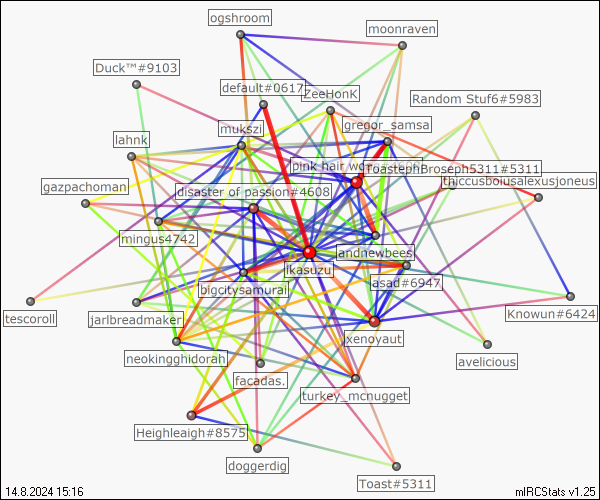 ogshroom
moonraven
Duck™#9103
default#0617
ZeeHonK
Random Stuf6#5983
mukszi
gregor_samsa
lahnk
pink hair
ToastephBroseph5311#5311
thiccusboiusalexusjoneus
gazpachoman
disaster of passion#4608
mingus4742
andnewbees
lkasuzu
asad#6947
bigcitysamurai
tescoroll
jarlbreadmaker
Knowun#6424
xenoyaut
neokingghidorah
avelicious
facadas.
turkey_mcnugget
Heighleaigh#8575
doggerdig
Toast#5311
14.8.2024 15:16
mIRCStats v1.25